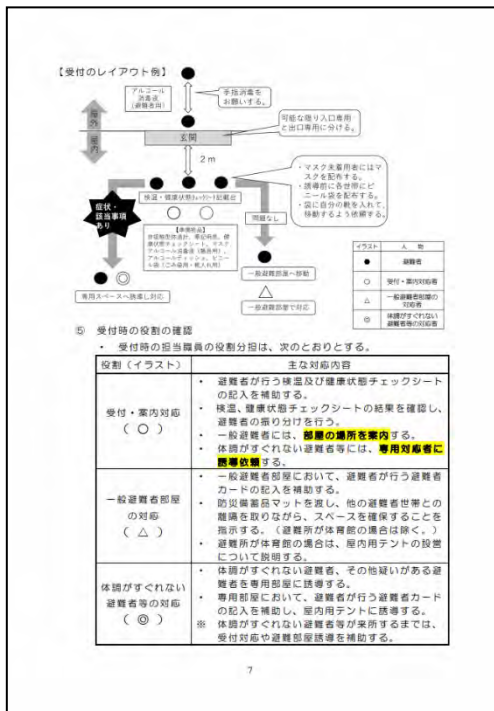 【受付のレイアウト例】
アルコール
消毒液
（避難者用）
手指消毒を
お願いする。
屋外
屋内
可能な限り入口専用
と出口専用に分ける。
玄関
2m
・マスク未着用者にはマ
スクを配布する。
・誘導前に各世帯にビ
ニール袋を配布する。
・袋に自分の靴を入れて、
移動するよう依頼する。
検温・健康状態チェックシート記載台
症状・
該当事項
あり
問題なし
【準備物品】
非接触型体温計、筆記用具、健
康状態チェックシート、マスク、
アルコール消毒液（職員用）、
アルコールティッシュ、ビニー
ル袋（ごみ袋用・靴入れ用）
専用スペースへ誘導し対応
一般避難部屋へ移動
一般避難部屋で対応
イラスト 人物
● 避難者
○ 受付・案内対応者
△ 一般避難者部屋の
対応者
◎ 体調がすぐれない
避難者等の対応者
⑤ 受付時の役割の確認
・ 受付時の担当職員の役割分担は、次のとおりとする。
役割（イラスト） 主な対応内容
受付・案内対応
（ ○ ）
・ 避難者が行う検温及び健康状態チェックシート
の記入を補助する。
・ 検温、健康状態チェックシートの結果を確認し、
避難者の振り分けを行う。
・ 一般避難者には、部屋の場所を案内する。
・ 体調がすぐれない避難者等には、専用対応者に
誘導依頼する。
一般避難者部屋
の対応
（ △ ）
・ 一般避難者部屋において、避難者が行う避難者
カードの記入を補助する。
・ 防災備蓄品マットを渡し、他の避難者世帯との
離隔を取りながら、スペースを確保することを
指示する。（避難所が体育館の場合は除く。）
・ 避難所が体育館の場合は、屋内用テントの設営
について説明する。
体調がすぐれない
避難者等の対応
（ ◎ ）
・ 体調がすぐれない避難者、その他疑いがある避
難者を専用部屋に誘導する。
・ 専用部屋において、避難者が行う避難者カード
の記入を補助し、屋内用テントに誘導する。
※ 体調がすぐれない避難者等が来所するまでは、
受付対応や避難部屋誘導を補助する。
7